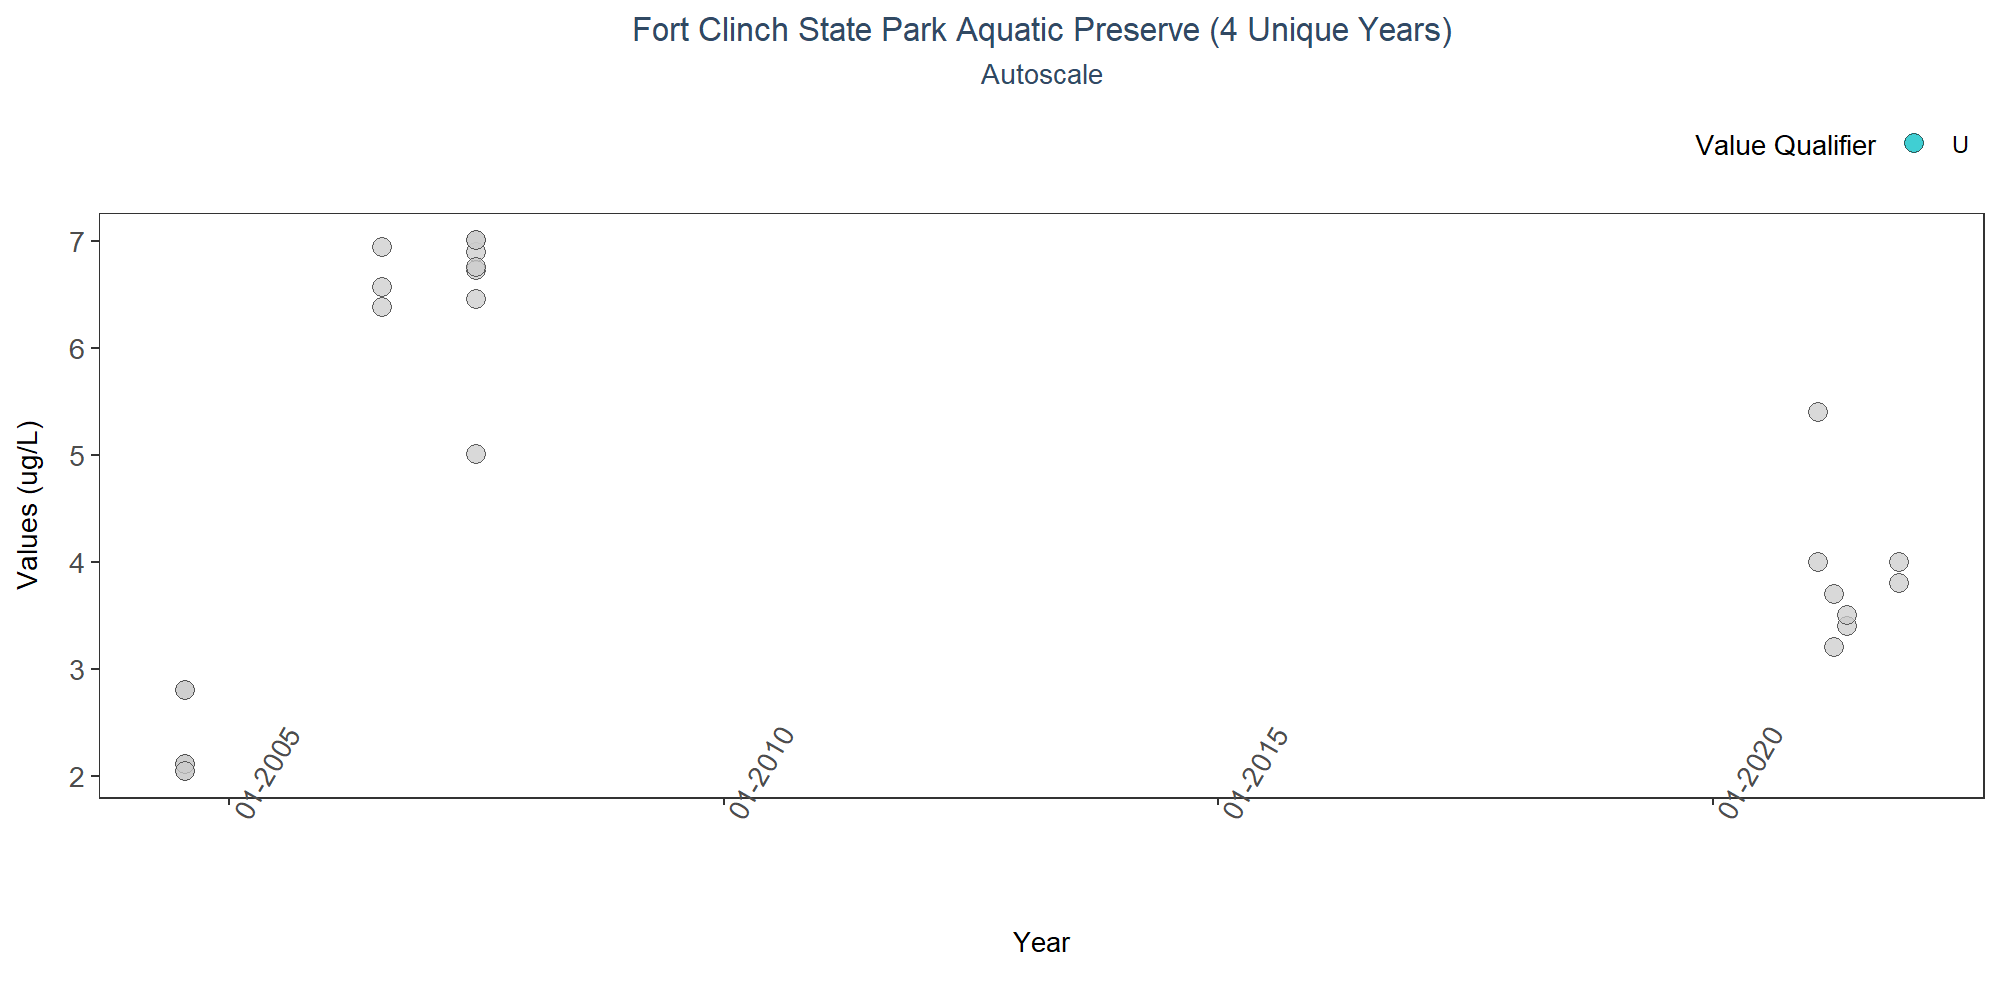 Fort Clinch State Park Aquatic Preserve (4 Unique Years)
Autoscale
Value Qualifier U
7
6
5
4
3
2
Values (ug/L)
01-2005
01-2010
01-2015
01-2020
Year